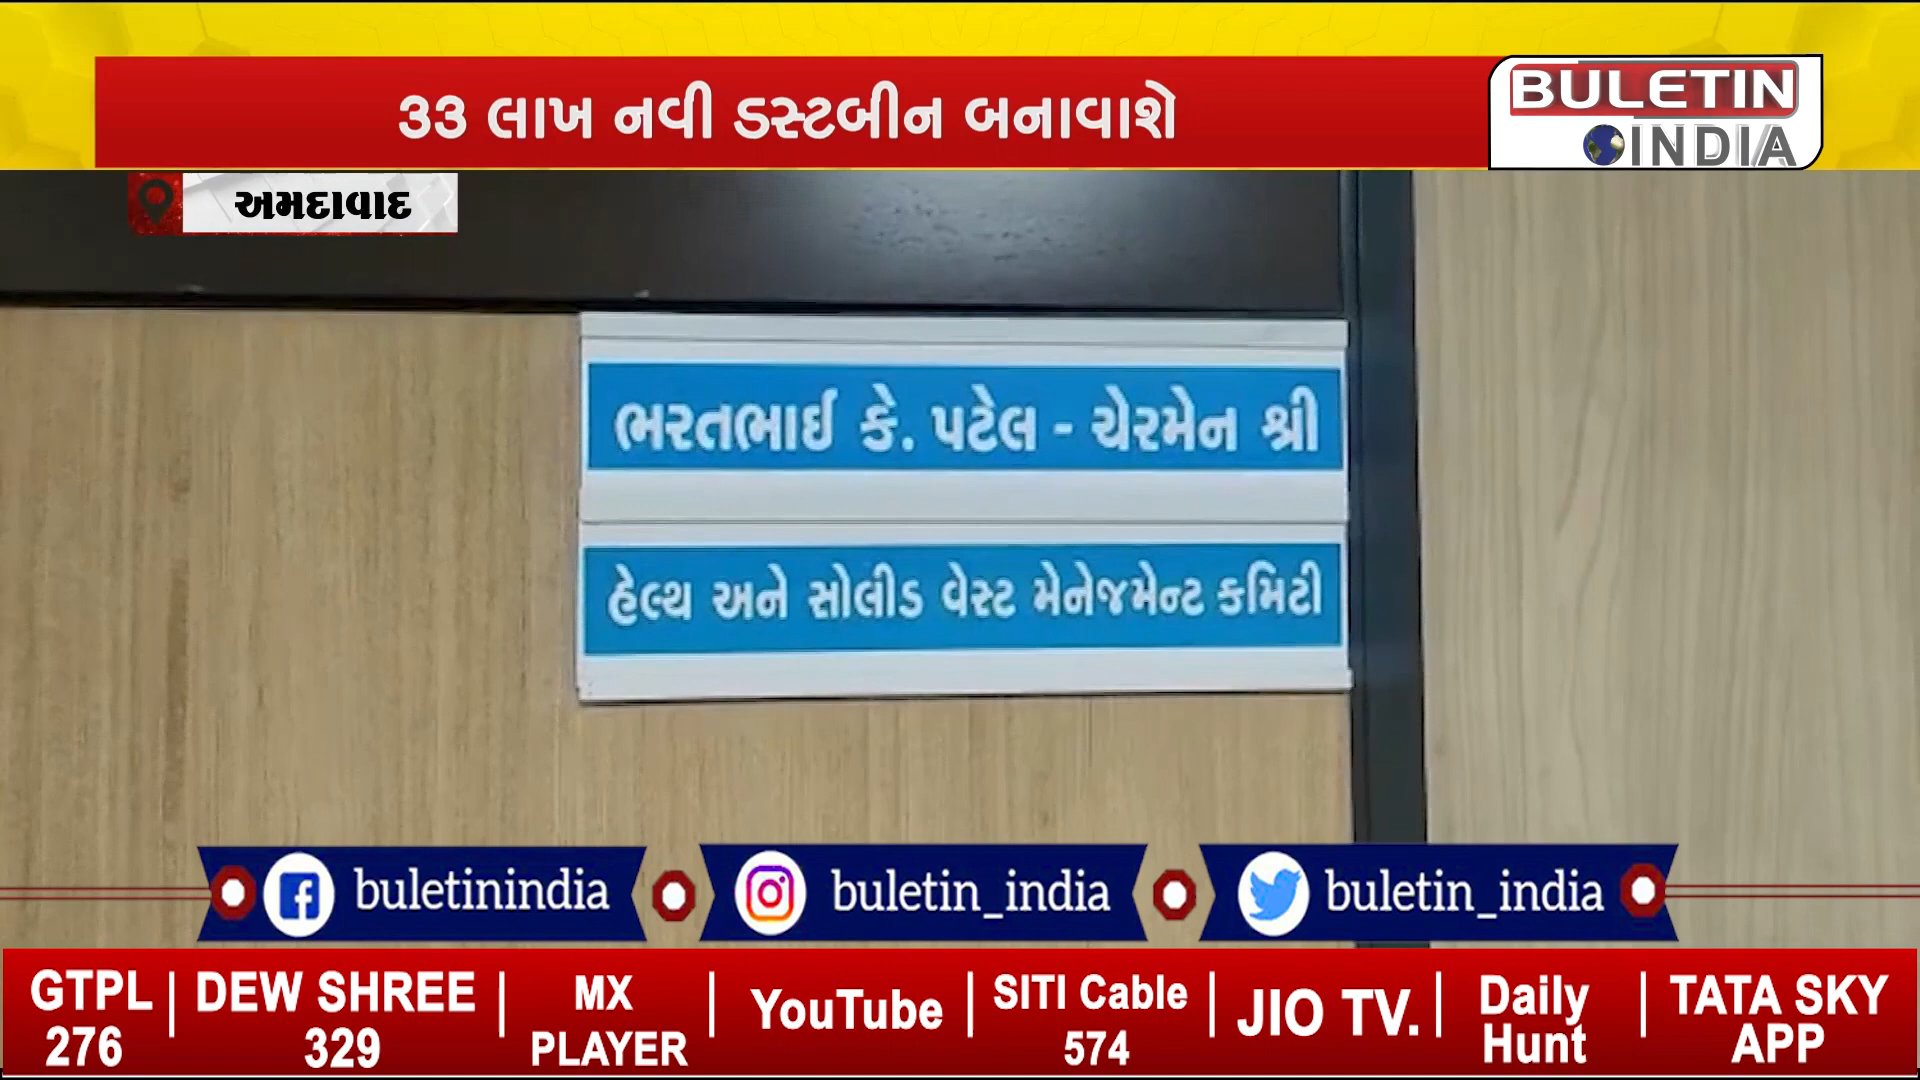 ૩૩ લાખ નવી ડસ્ટબીન બનાવાશે
BULETIN
INDIA
અમદાવાદ
ભરતભાઈ કે. પટેલ - ચેરમેન શ્રી
હેલ્થ અને સોલીડ વેસ્ટ મેનેજમેન્ટ કમિટી
buletinindia
buletin_india
buletin_india
GTPL
276
DEW SHREE
329
MX
PLAYER
YouTube
SITI Cable
574
JIO TV.
Daily
Hunt
TATA SKY
APP